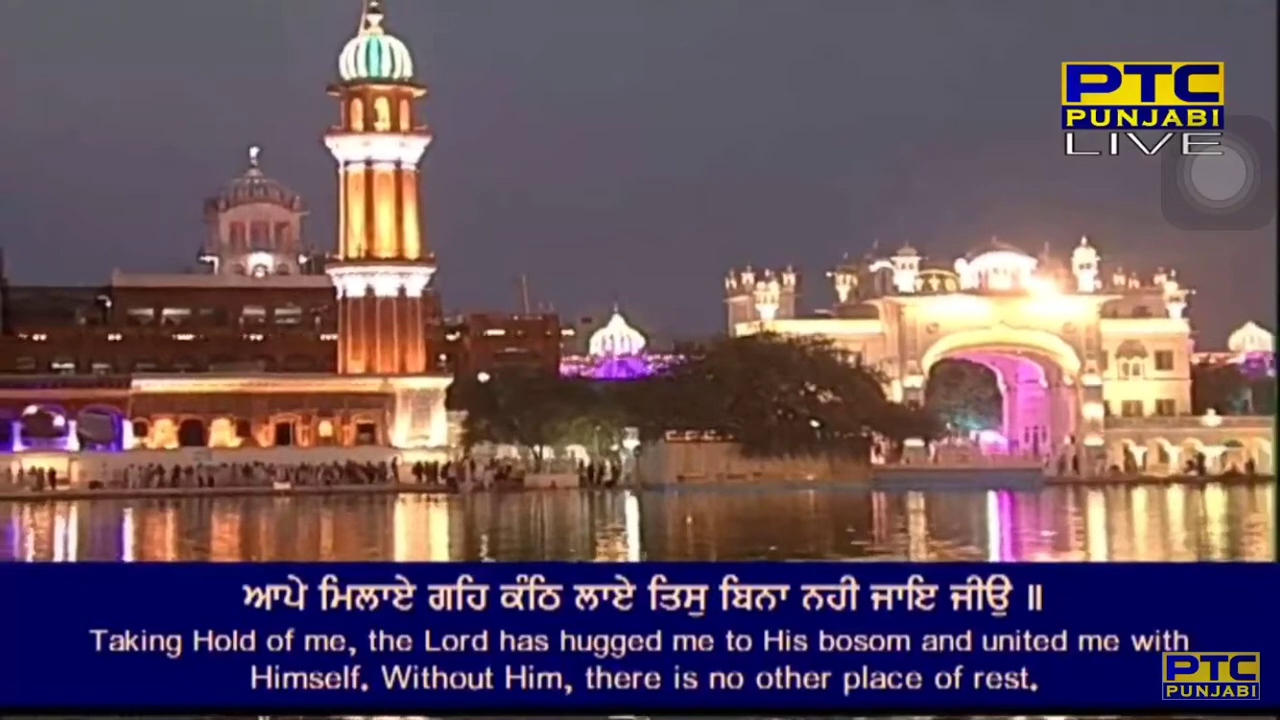 PTC
PUNJABI
LIVE
ਆਪੇ ਮਿਲਾਏ ਗਹਿ ਕੰਠਿ ਲਾਏ ਤਿਸੁ ਬਿਨਾ ਨਹੀ ਜਾਇ ਜੀਉ ॥
Taking Hold of me, the Lord has hugged me to His bosom and united me with
Himself. Without Him, there is no other place of rest.
PTC
PUNJABI